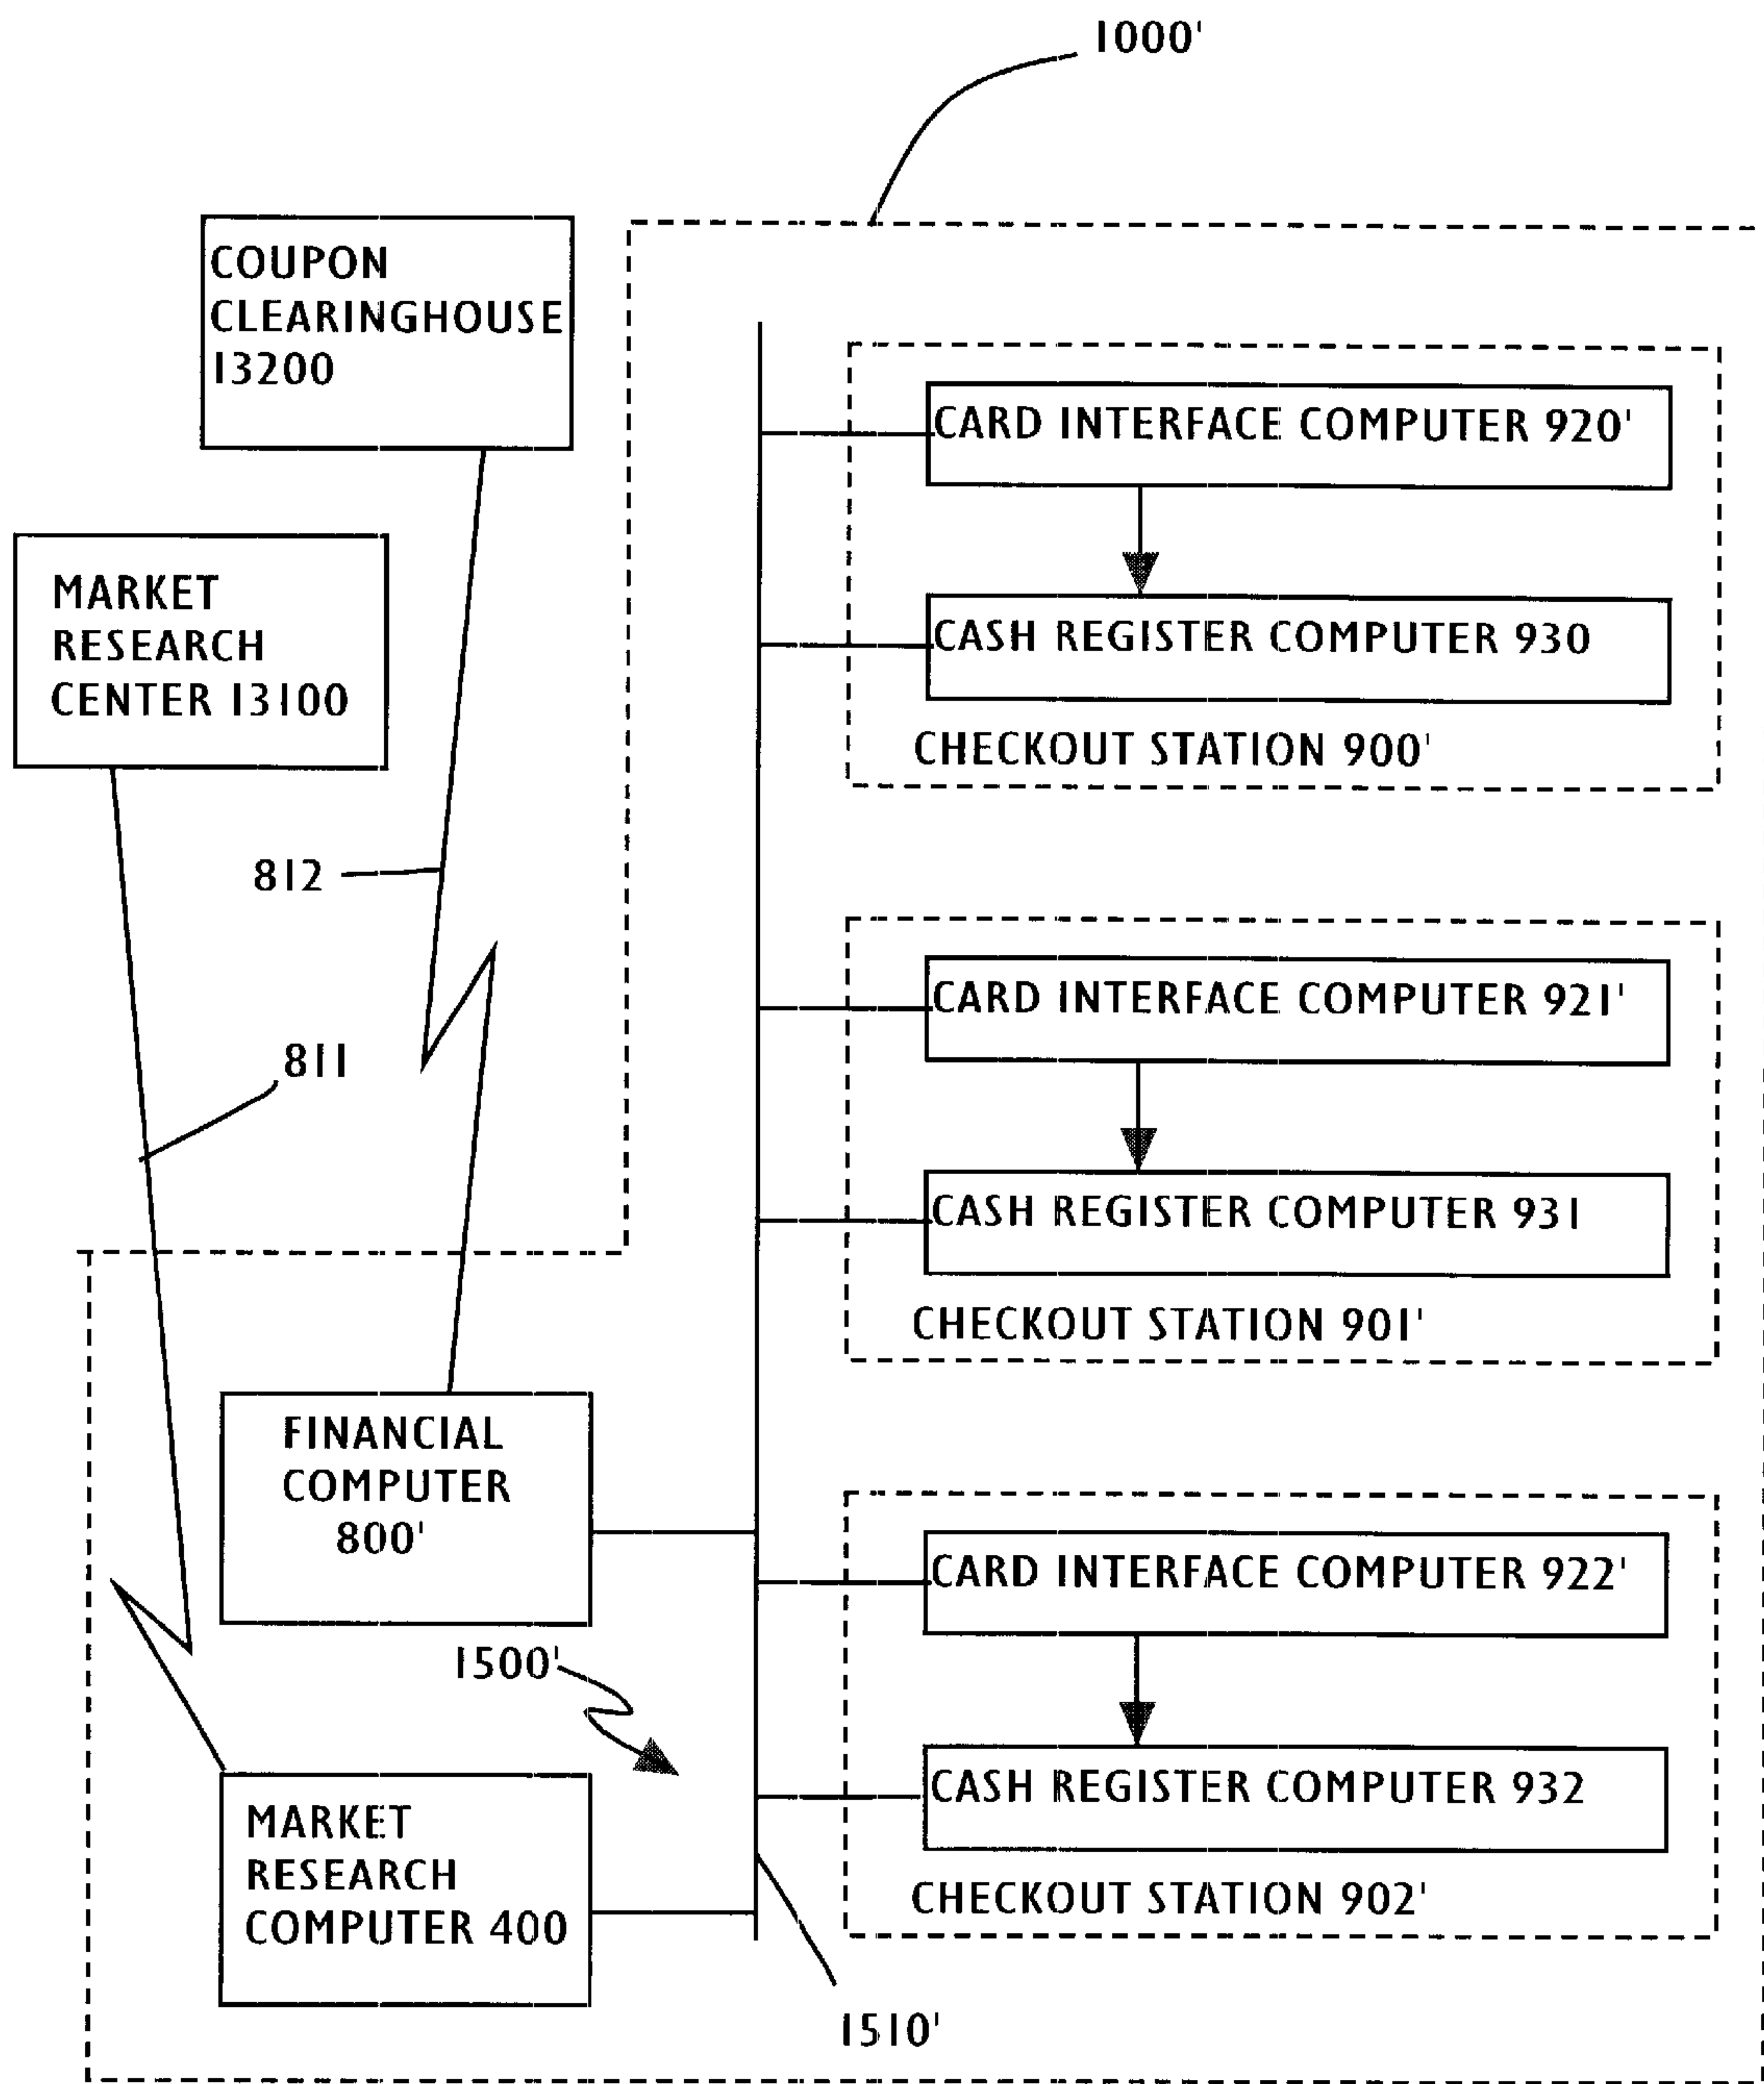 1000'
COUPON
CLEARINGHOUSE
13200
MARKET
RESEARCH
CENTER 13100
812
811
CARD INTERFACE COMPUTER 920'
CASH REGISTER COMPUTER 930
CHECKOUT STATION 900'
CARD INTERFACE COMPUTER 921'
CASH REGISTER COMPUTER 931
CHECKOUT STATION 901'
FINANCIAL
COMPUTER
800'
1500'
MARKET
RESEARCH
COMPUTER 400
CARD INTERFACE COMPUTER 922'
CASH REGISTER COMPUTER 932
CHECKOUT STATION 902'
1510'